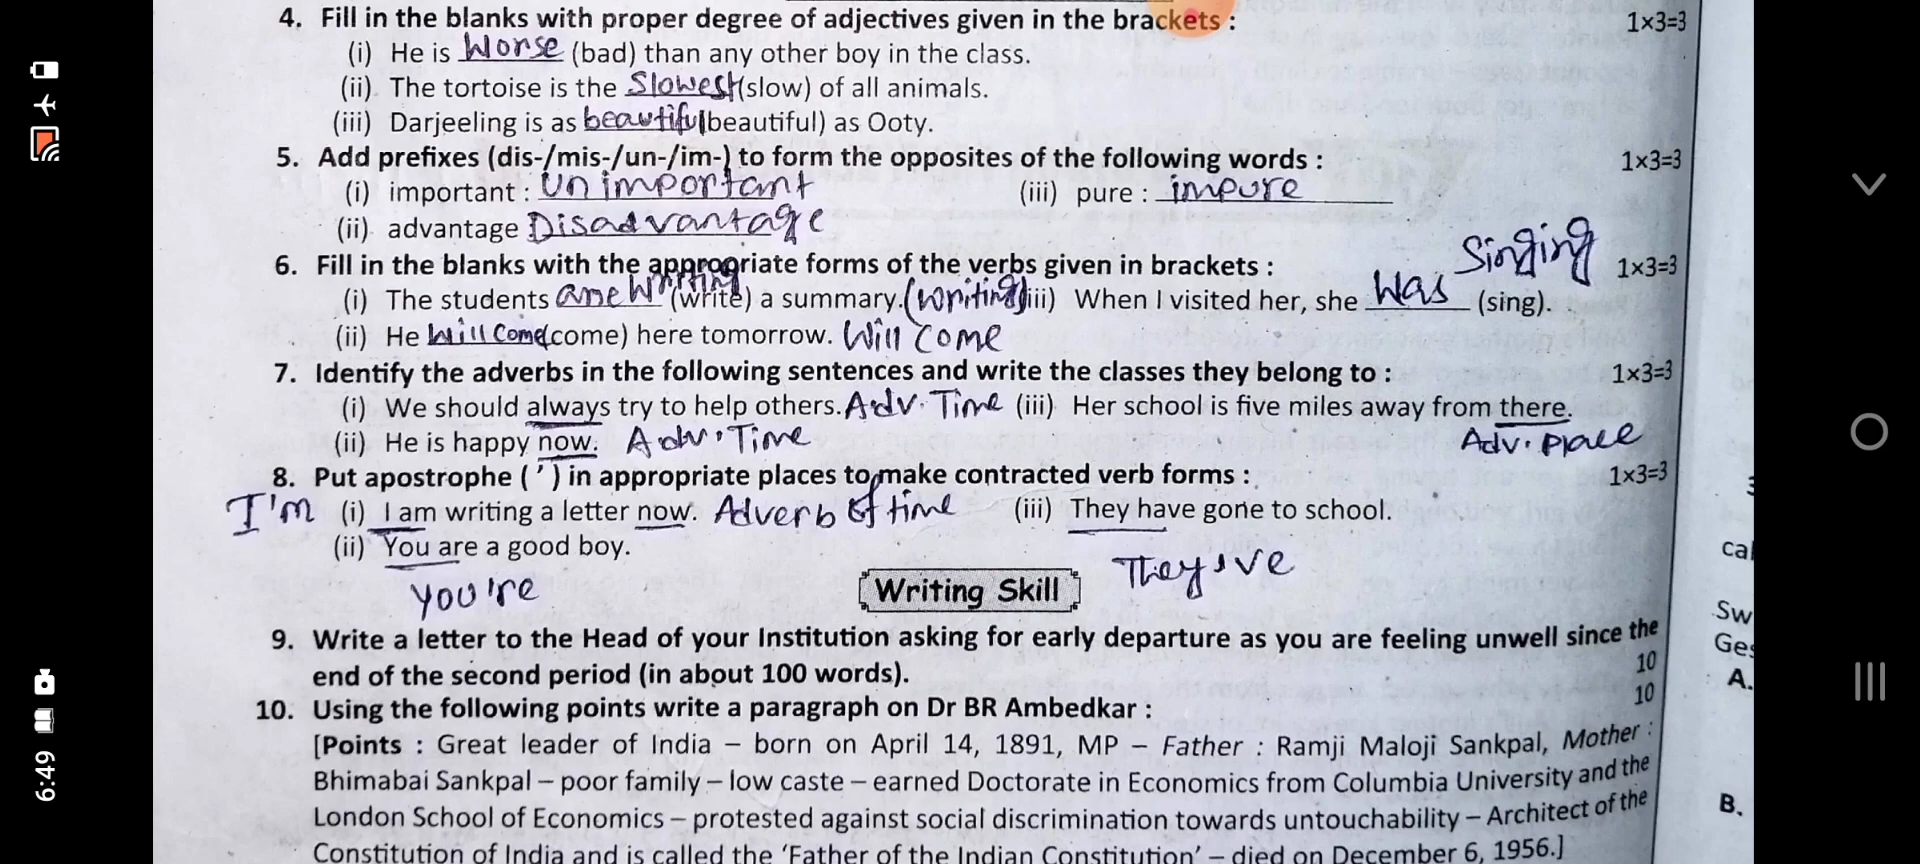 4. Fill in the blanks with proper degree of adjectives given in the brackets : 1×3=3
(i) He is Worse (bad) than any other boy in the class.
(ii) The tortoise is the Slowest (slow) of all animals.
(iii) Darjeeling is as beautiful (beautiful) as Ooty.
5. Add prefixes (dis-/mis-/un-/im-) to form the opposites of the following words : 1×3=3
(i) important : Unimportant (iii) pure : impure
(ii) advantage Disadvantage
6. Fill in the blanks with the appropriate forms of the verbs given in brackets : Singing 1×3=3
(i) The students are writing (write) a summary. (writing) (iii) When I visited her, she Was (sing).
(ii) He Will Come (come) here tomorrow. Will Come
7. Identify the adverbs in the following sentences and write the classes they belong to : 1×3=3
(i) We should always try to help others. Adv. Time (iii) Her school is five miles away from there.
(ii) He is happy now. Adv. Time Adv. Place
8. Put apostrophe ( ' ) in appropriate places to make contracted verb forms : 1×3=3
I'm (i) I am writing a letter now. Adverb of time (iii) They have gone to school.
(ii) You are a good boy.
you're They've
Writing Skill
9. Write a letter to the Head of your Institution asking for early departure as you are feeling unwell since the
end of the second period (in about 100 words). 10
10. Using the following points write a paragraph on Dr BR Ambedkar : 10
[Points : Great leader of India – born on April 14, 1891, MP – Father : Ramji Maloji Sankpal, Mother :
Bhimabai Sankpal – poor family – low caste – earned Doctorate in Economics from Columbia University and the
London School of Economics – protested against social discrimination towards untouchability – Architect of the
Constitution of India and is called the 'Father of the Indian Constitution' – died on December 6, 1956.]
Sw
A.
B.
6:49